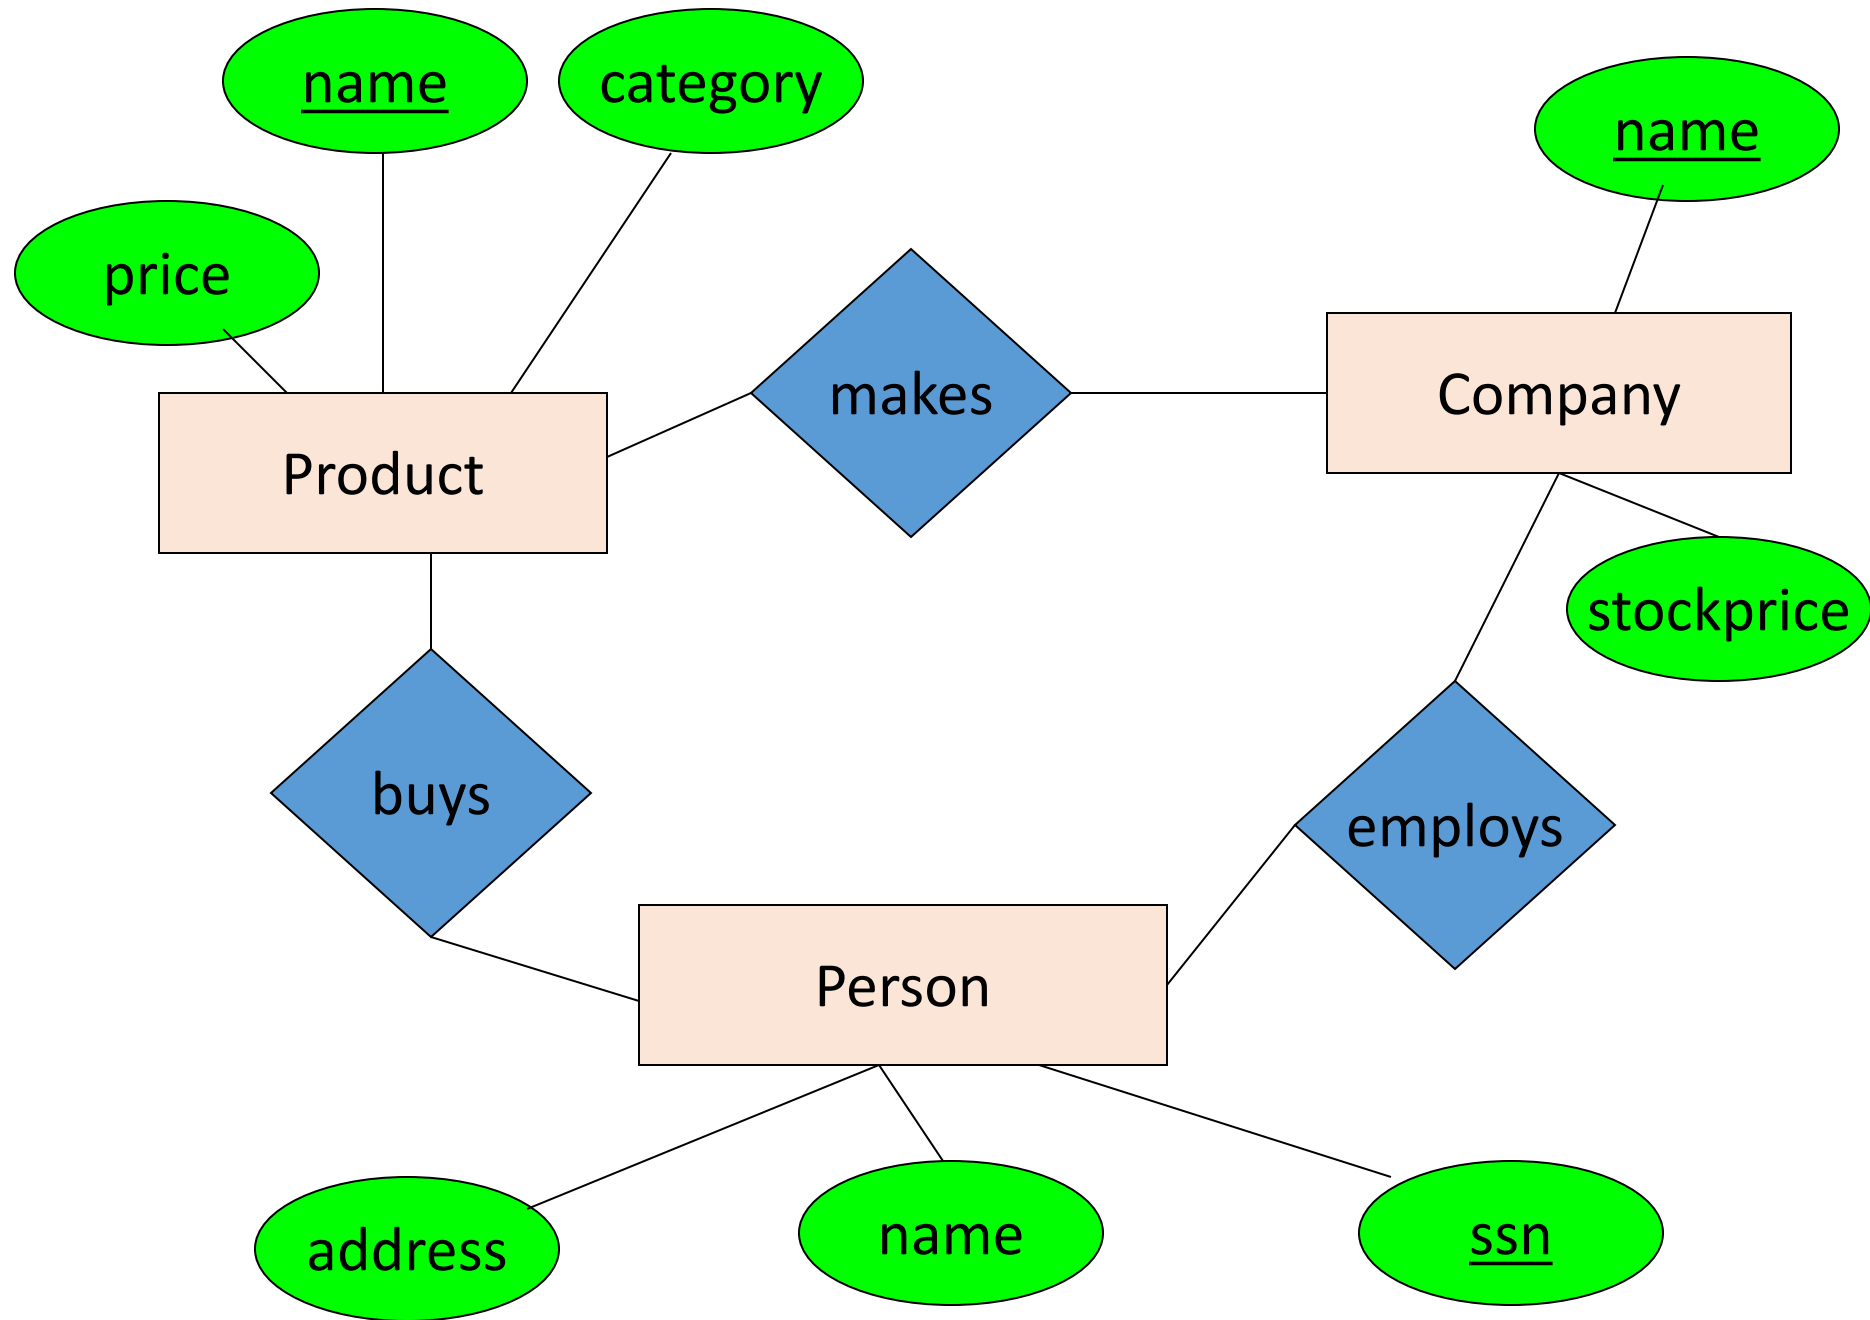 name
category
name
price
makes
Company
Product
stockprice
buys
employs
Person
address
name
ssn